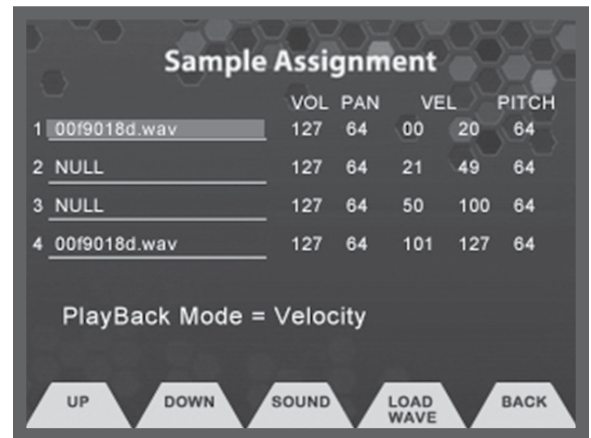 Sample Assignment
VOL PAN VEL PITCH
1 00f9018d.wav 127 64 00 20 64
2 NULL 127 64 21 49 64
3 NULL 127 64 50 100 64
4 00f9018d.wav 127 64 101 127 64
PlayBack Mode = Velocity
UP DOWN SOUND LOAD WAVE BACK